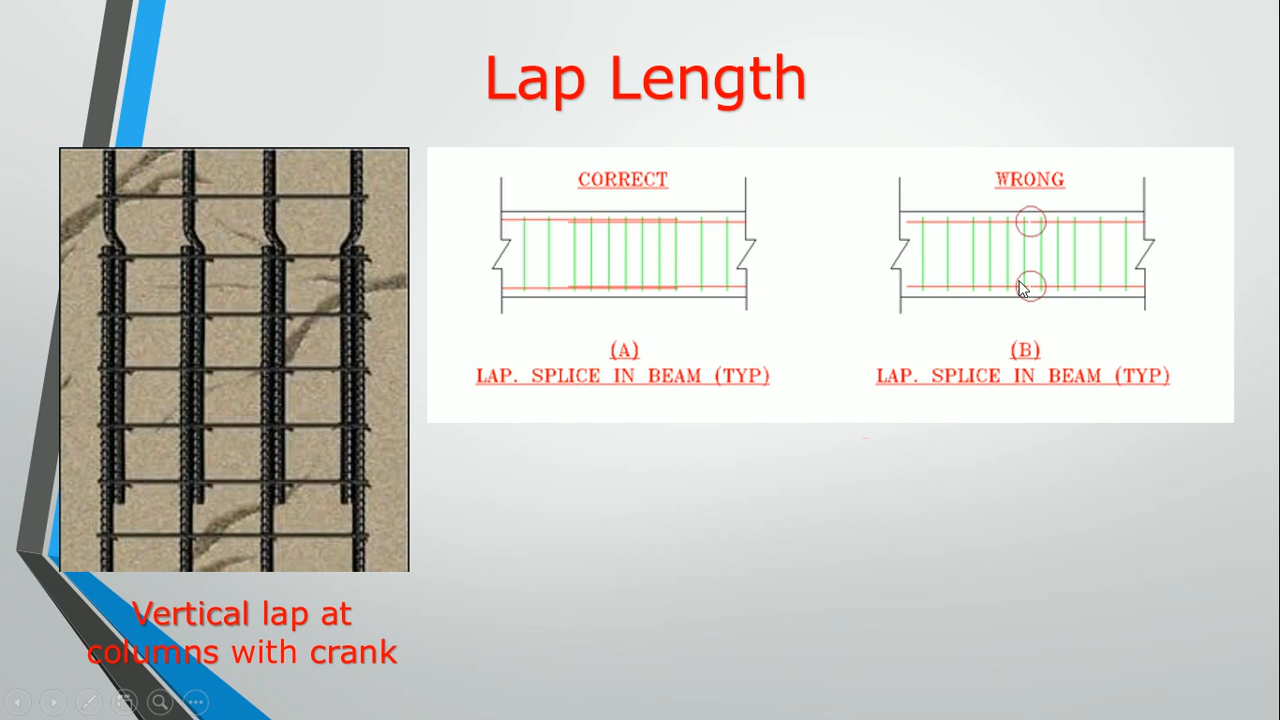 Lap Length
CORRECT
WRONG
(A)
LAP. SPLICE IN BEAM (TYP)
(B)
LAP. SPLICE IN BEAM (TYP)
Vertical lap at
columns with crank